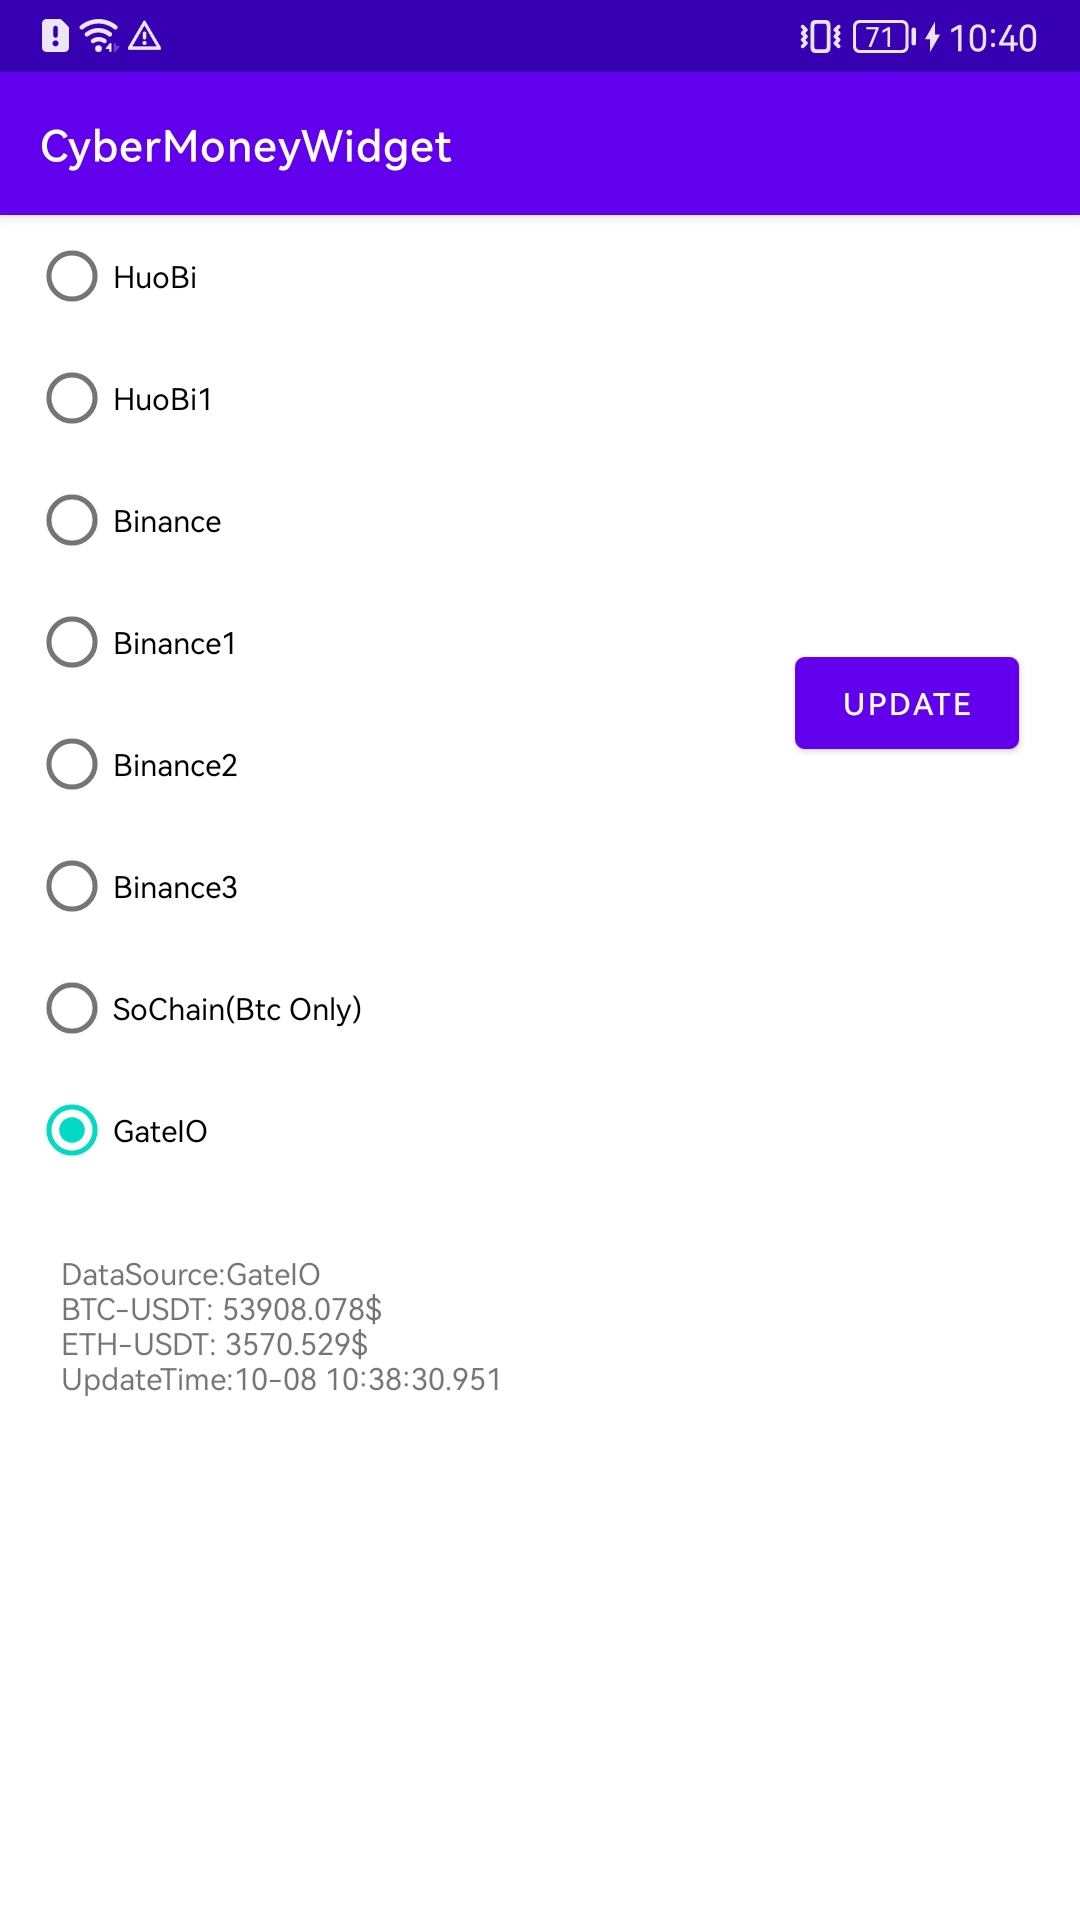 71 10:40
CyberMoneyWidget
HuoBi
HuoBi1
Binance
Binance1
UPDATE
Binance2
Binance3
SoChain(Btc Only)
GateIO
DataSource:GateIO
BTC-USDT: 53908.078$
ETH-USDT: 3570.529$
UpdateTime:10-08 10:38:30.951